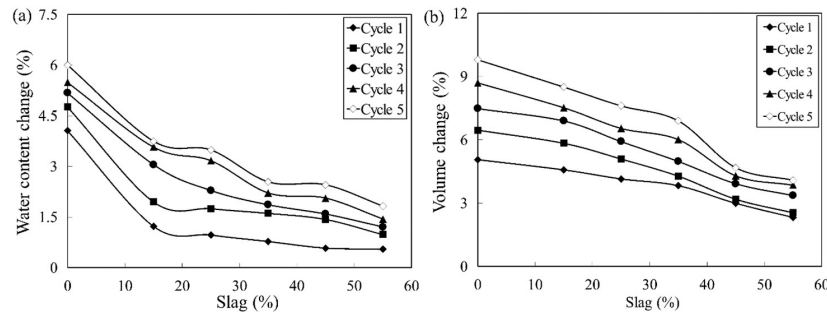 (a)
7.5
6
4.5
3
1.5
0
Water content change (%)
Cycle 1
Cycle 2
Cycle 3
Cycle 4
Cycle 5
0 10 20 30 40 50 60
Slag (%)
(b)
12
9
6
3
0
Volume change (%)
Cycle 1
Cycle 2
Cycle 3
Cycle 4
Cycle 5
0 10 20 30 40 50 60
Slag (%)